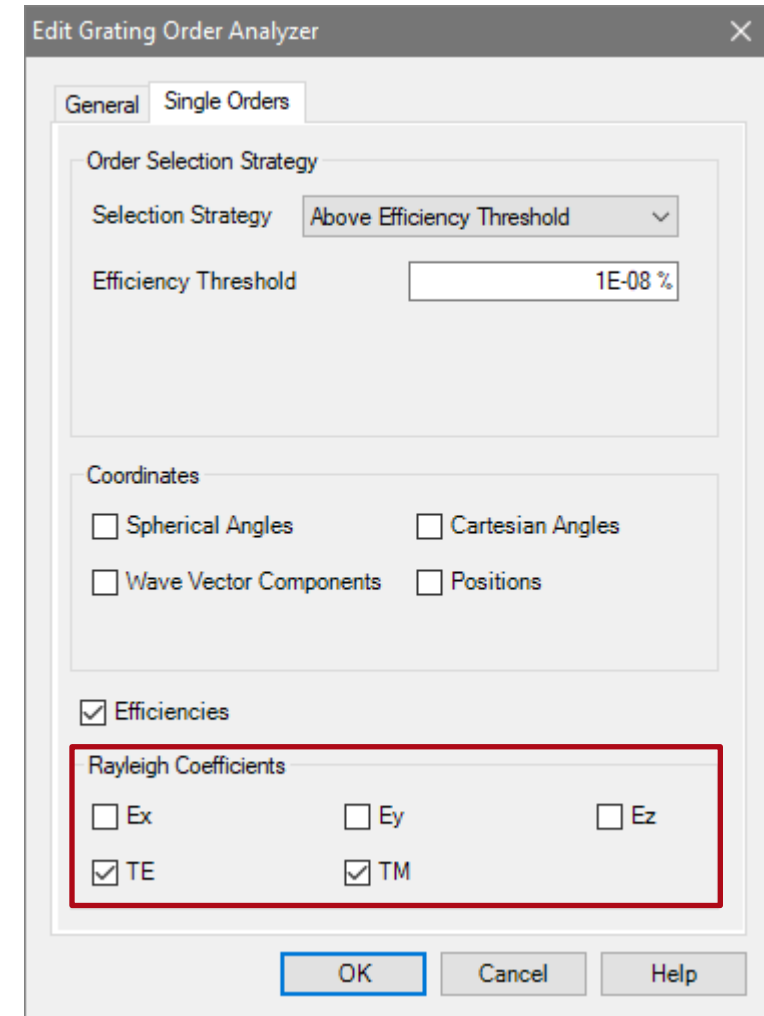 Edit Grating Order Analyzer
General Single Orders
Order Selection Strategy
Selection Strategy Above Efficiency Threshold
Efficiency Threshold 1E-08 %
Coordinates
Spherical Angles Cartesian Angles
Wave Vector Components Positions
Efficiencies
Rayleigh Coefficients
Ex Ey Ez
TE TM
OK Cancel Help